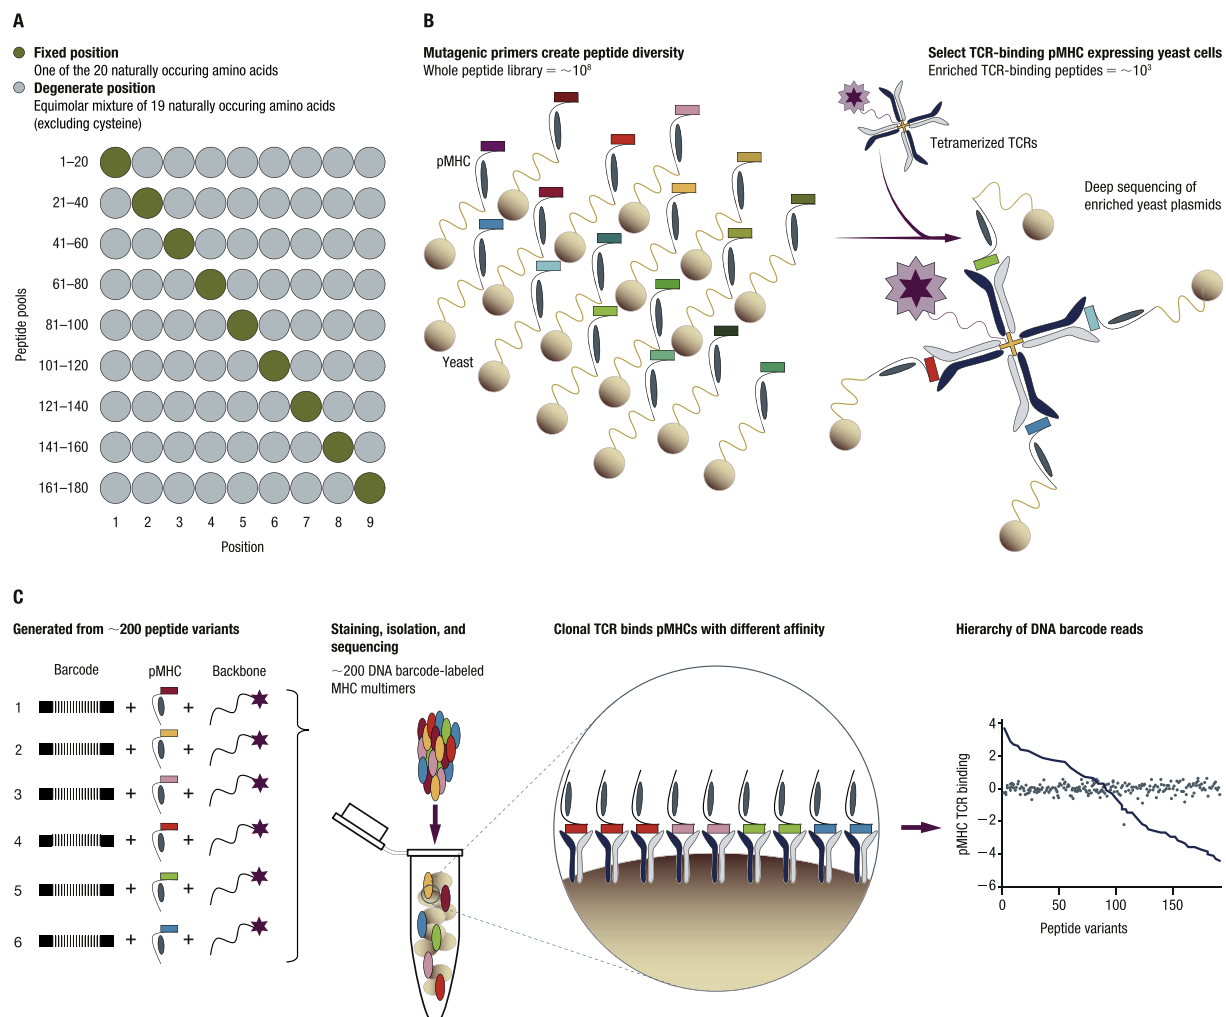 A
Fixed position
One of the 20 naturally occuring amino acids
Degenerate position
Equimolar mixture of 19 naturally occuring amino acids
(excluding cysteine)
Peptide pools
1–20
21–40
41–60
61–80
81–100
101–120
121–140
141–160
161–180
1 2 3 4 5 6 7 8 9
Position
B
Mutagenic primers create peptide diversity
Whole peptide library = ~10⁸
pMHC
Yeast
Select TCR-binding pMHC expressing yeast cells
Enriched TCR-binding peptides = ~10³
Tetramerized TCRs
Deep sequencing of
enriched yeast plasmids
C
Generated from ~200 peptide variants
Barcode pMHC Backbone
1 + +
2 + +
3 + +
4 + +
5 + +
6 + +
Staining, isolation, and
sequencing
~200 DNA barcode-labeled
MHC multimers
Clonal TCR binds pMHCs with different affinity
Hierarchy of DNA barcode reads
pMHC TCR binding
4
2
0
−2
−4
−6
0 50 100 150
Peptide variants